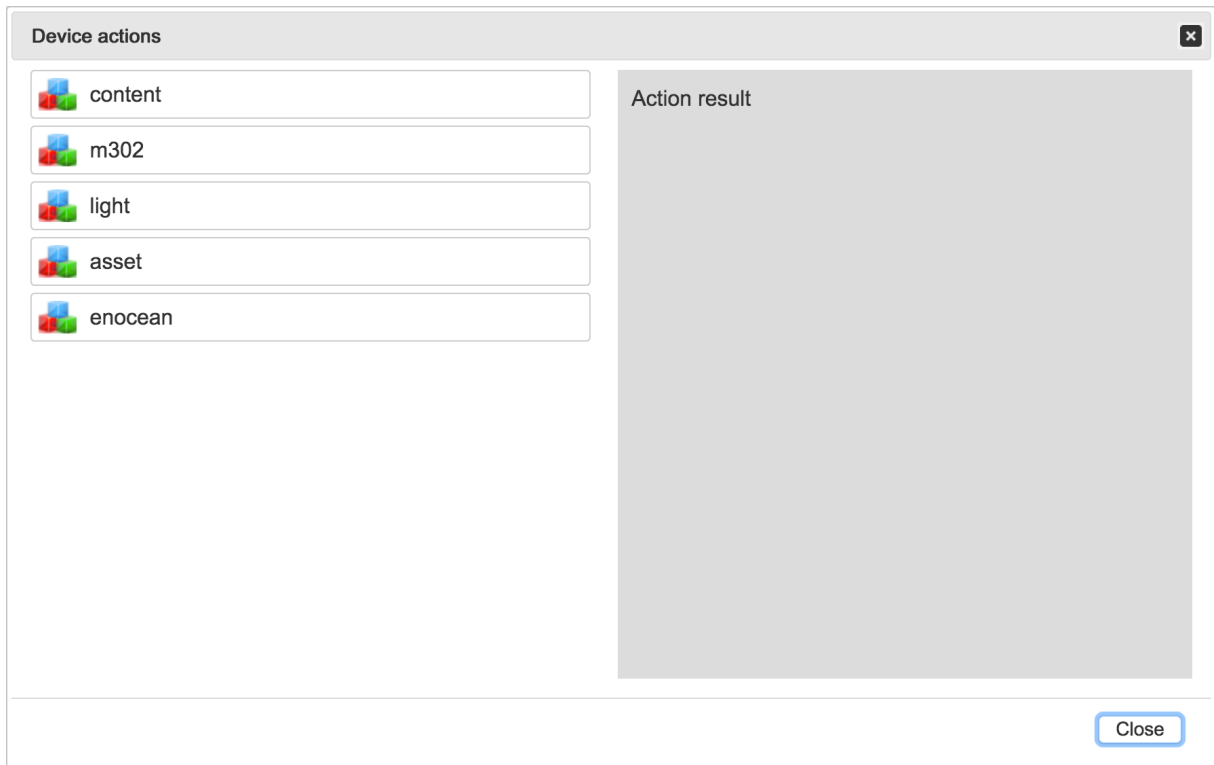 Device actions
content
m302
light
asset
enocean
Action result
Close